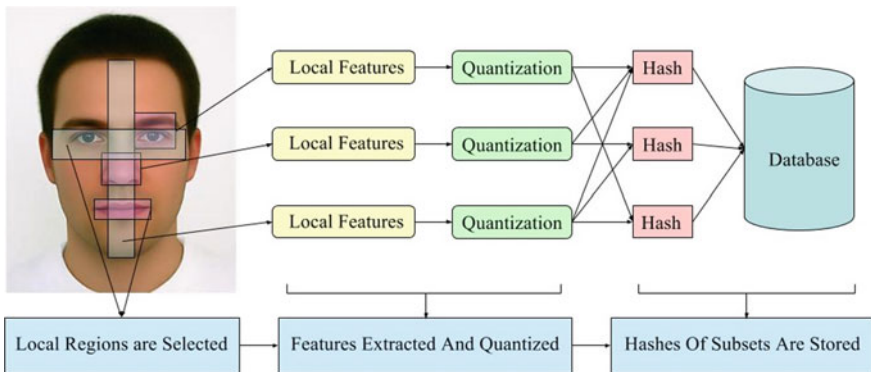 Local Features
Quantization
Hash
Local Features
Quantization
Hash
Database
Local Features
Quantization
Hash
Local Regions are Selected
Features Extracted And Quantized
Hashes Of Subsets Are Stored